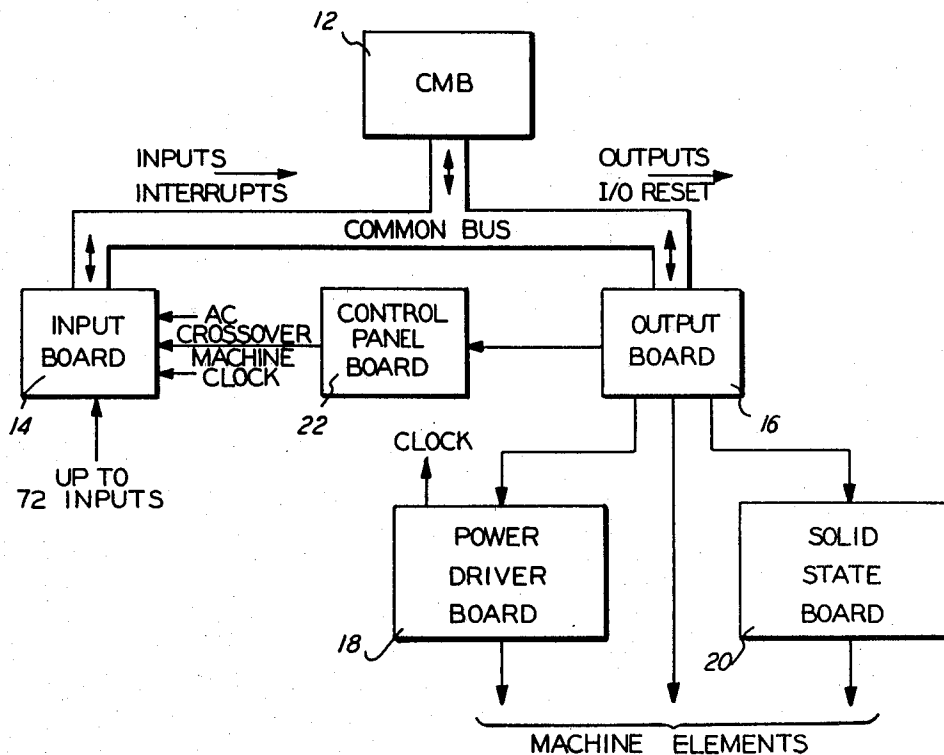 12
CMB
INPUTS
INTERRUPTS
OUTPUTS
I/O RESET
COMMON BUS
INPUT
BOARD
14
AC
CROSSOVER
MACHINE
CLOCK
CONTROL
PANEL
BOARD
22
OUTPUT
BOARD
16
UP TO
72 INPUTS
CLOCK
POWER
DRIVER
BOARD
18
SOLID
STATE
BOARD
20
MACHINE ELEMENTS